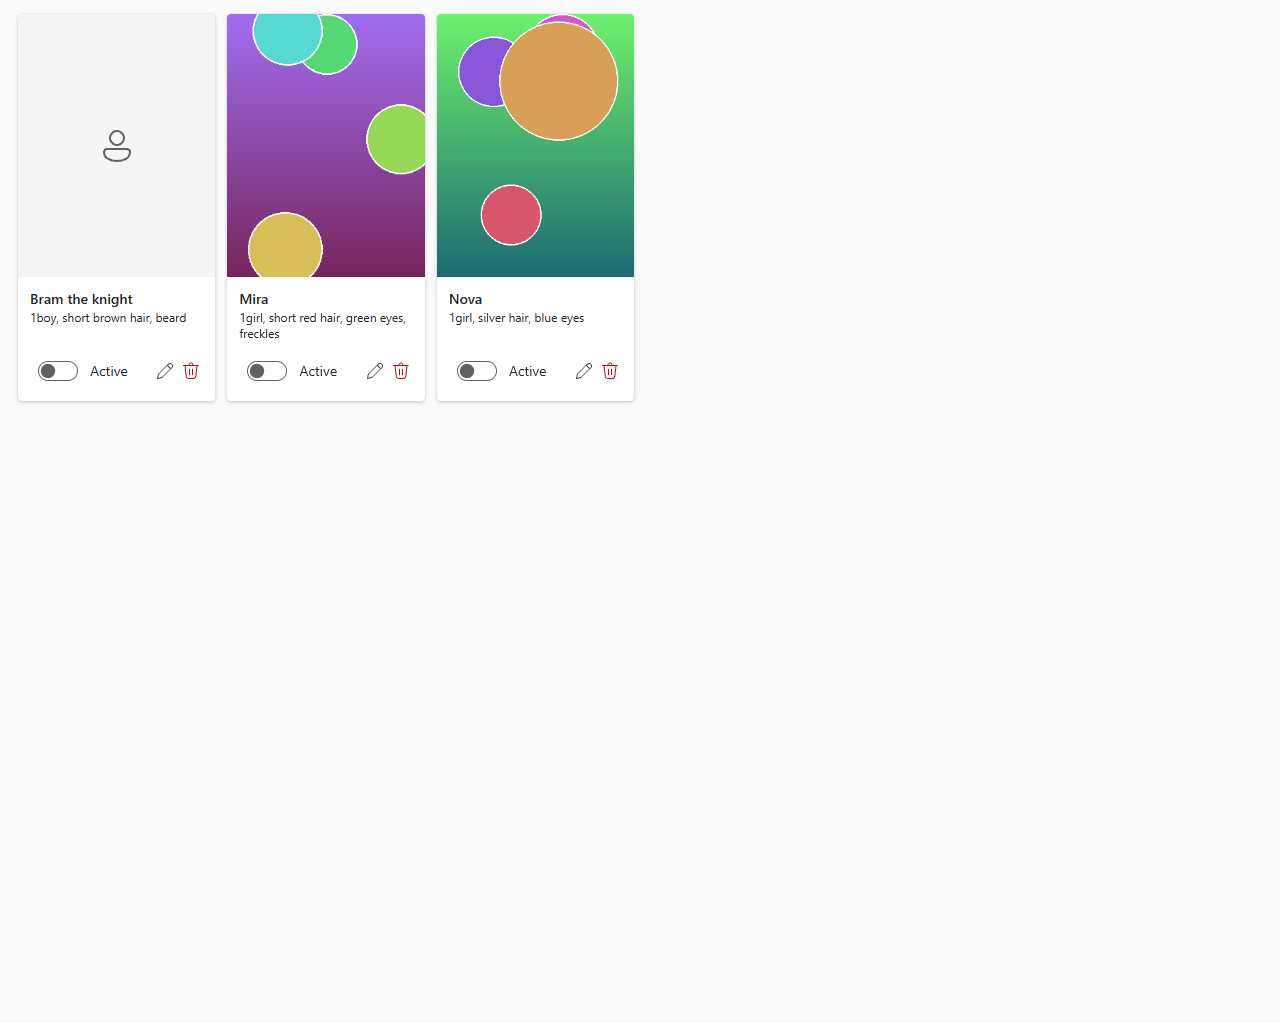 Bram the knight
1boy, short brown hair, beard
Active
Mira
1girl, short red hair, green eyes,
freckles
Active
Nova
1girl, silver hair, blue eyes
Active